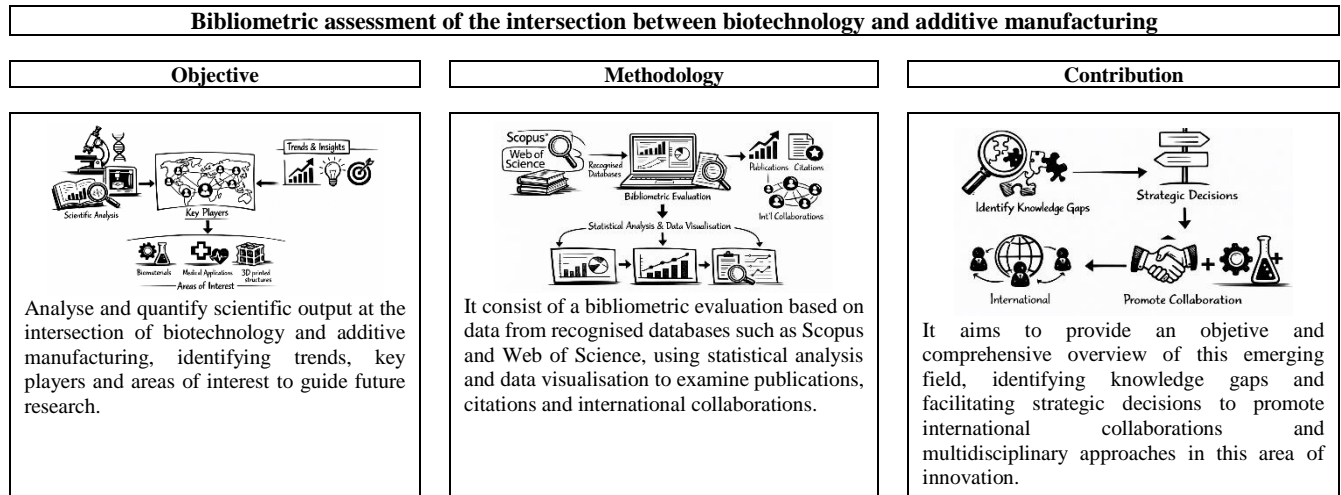 Bibliometric assessment of the intersection between biotechnology and additive manufacturing
Objective
Scientific Analysis
Key Players
Trends & Insights
Biomaterials
Medical Applications
3D printed
structures
Areas of Interest
Analyse and quantify scientific output at the
intersection of biotechnology and additive
manufacturing, identifying trends, key
players and areas of interest to guide future
research.
Methodology
Scopus
Web of
Science
Recognised
Databases
Bibliometric Evaluation
Publications
Citations
Int'l Collaborations
Statistical Analysis & Data Visualisation
It consist of a bibliometric evaluation based on
data from recognised databases such as Scopus
and Web of Science, using statistical analysis
and data visualisation to examine publications,
citations and international collaborations.
Contribution
Identify Knowledge Gaps
Strategic Decisions
International
Promote Collaboration
It aims to provide an objetive and
comprehensive overview of this emerging
field, identifying knowledge gaps and
facilitating strategic decisions to promote
international collaborations and
multidisciplinary approaches in this area of
innovation.